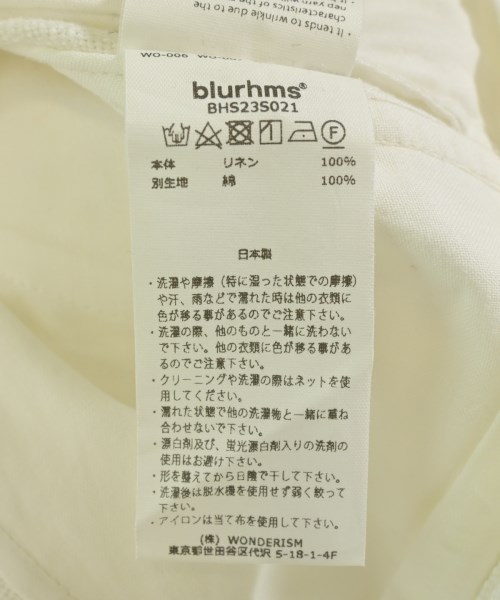 · It tends to wrinkle due to the
characteristics of the
nep yarn
blurhms®
BHS23S021
F
本体 リネン 100%
別生地 綿 100%
日本製
・洗濯や摩擦（特に湿った状態での摩擦）
や汗、雨などで濡れた時は他の衣類に
色が移る事があるのでご注意下さい。
・洗濯の際、他のものと一緒に洗わない
で下さい。他の衣類に色が移る事があ
るのでご注意下さい。
・クリーニングや洗濯の際はネットを使
用してください。
・濡れた状態で他の洗濯物と一緒に重ね
合わせないで下さい。
・漂白剤及び、蛍光漂白剤入りの洗剤の
使用はお避け下さい。
・形を整えてから日陰で干して下さい。
・洗濯後は脱水機を使用せず弱く絞って
下さい。
・アイロンは当て布を使用して下さい。
（株） WONDERISM
東京都世田谷区代沢 5-18-1-4F